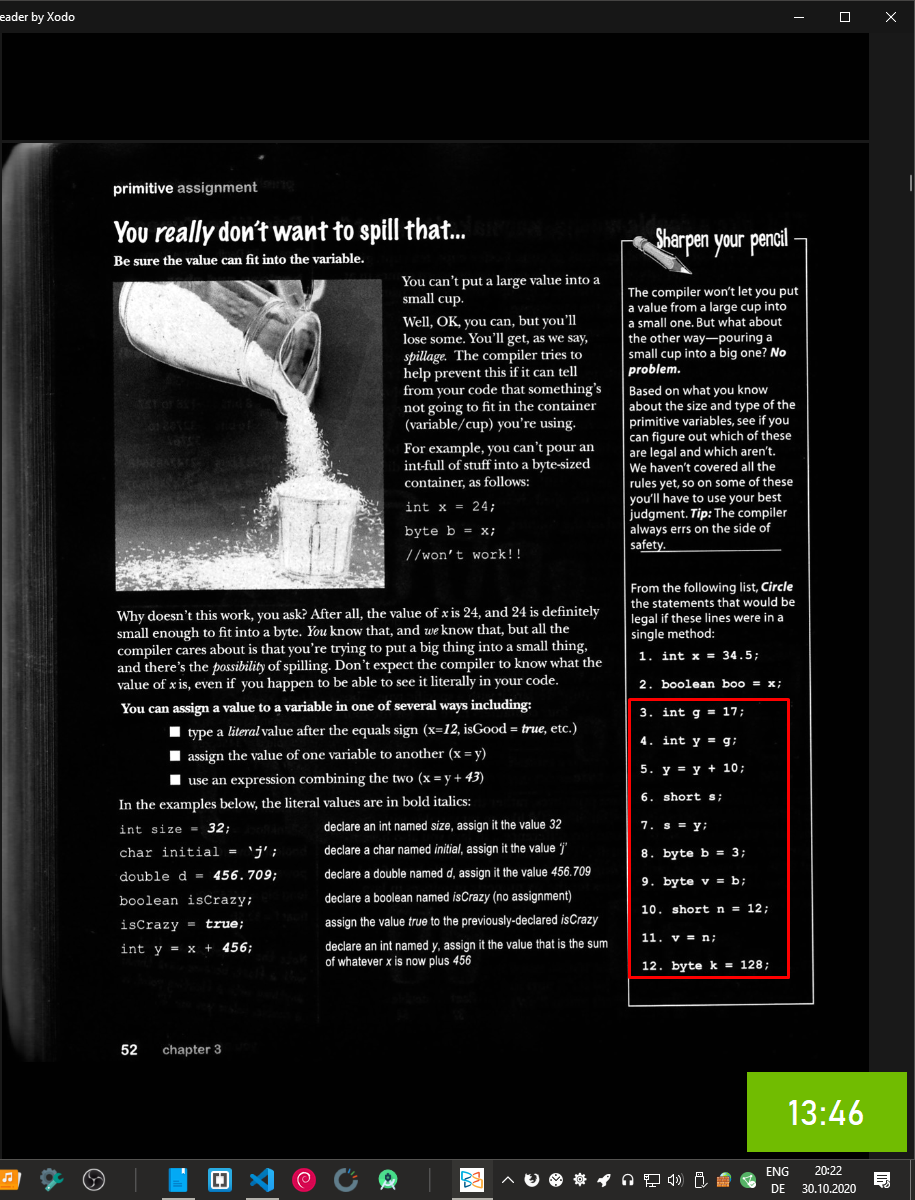 eader by Xodo
primitive assignment
You really don't want to spill that...
Be sure the value can fit into the variable.
You can't put a large value into a
small cup.
Well, OK, you can, but you'll
lose some. You'll get, as we say,
spillage. The compiler tries to
help prevent this if it can tell
from your code that something's
not going to fit in the container
(variable/cup) you're using.
For example, you can't pour an
int-full of stuff into a byte-sized
container, as follows:
int x = 24;
byte b = x;
//won't work!!
Why doesn't this work, you ask? After all, the value of x is 24, and 24 is definitely
small enough to fit into a byte. You know that, and we know that, but all the
compiler cares about is that you're trying to put a big thing into a small thing,
and there's the possibility of spilling. Don't expect the compiler to know what the
value of x is, even if you happen to be able to see it literally in your code.
You can assign a value to a variable in one of several ways including:
■ type a literal value after the equals sign (x=12, isGood = true, etc.)
■ assign the value of one variable to another (x = y)
■ use an expression combining the two (x = y + 43)
In the examples below, the literal values are in bold italics:
int size = 32; declare an int named size, assign it the value 32
char initial = 'j'; declare a char named initial, assign it the value 'j'
double d = 456.709; declare a double named d, assign it the value 456.709
boolean isCrazy; declare a boolean named isCrazy (no assignment)
isCrazy = true; assign the value true to the previously-declared isCrazy
int y = x + 456; declare an int named y, assign it the value that is the sum
of whatever x is now plus 456
52 chapter 3
Sharpen your pencil
The compiler won't let you put
a value from a large cup into
a small one. But what about
the other way—pouring a
small cup into a big one? No
problem.
Based on what you know
about the size and type of the
primitive variables, see if you
can figure out which of these
are legal and which aren't.
We haven't covered all the
rules yet, so on some of these
you'll have to use your best
judgment. Tip: The compiler
always errs on the side of
safety.
From the following list, Circle
the statements that would be
legal if these lines were in a
single method:
1. int x = 34.5;
2. boolean boo = x;
3. int g = 17;
4. int y = g;
5. y = y + 10;
6. short s;
7. s = y;
8. byte b = 3;
9. byte v = b;
10. short n = 12;
11. v = n;
12. byte k = 128;
13:46
ENG
DE
20:22
30.10.2020